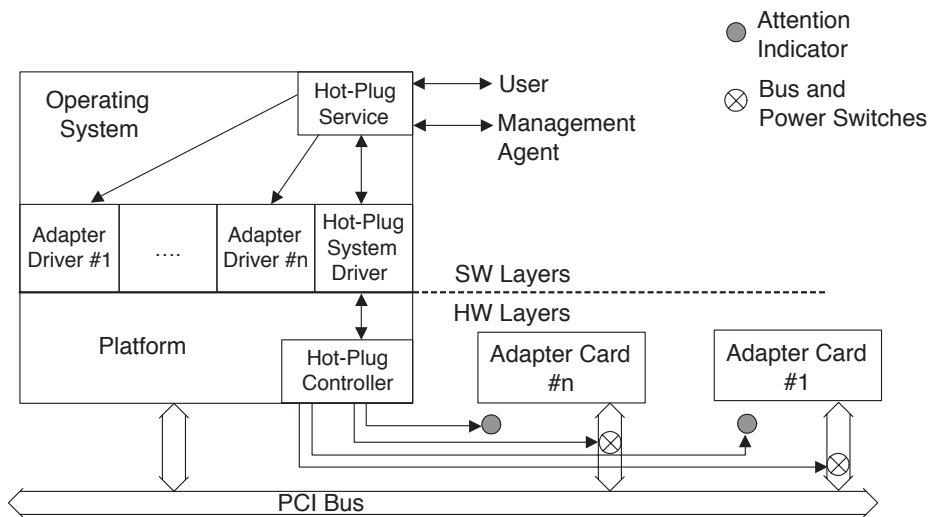 Attention
Indicator
Bus and
Power Switches
Operating
System
Hot-Plug
Service
User
Management
Agent
Adapter
Driver #1
....
Adapter
Driver #n
Hot-Plug
System
Driver
SW Layers
HW Layers
Platform
Hot-Plug
Controller
Adapter Card
#n
Adapter Card
#1
PCI Bus